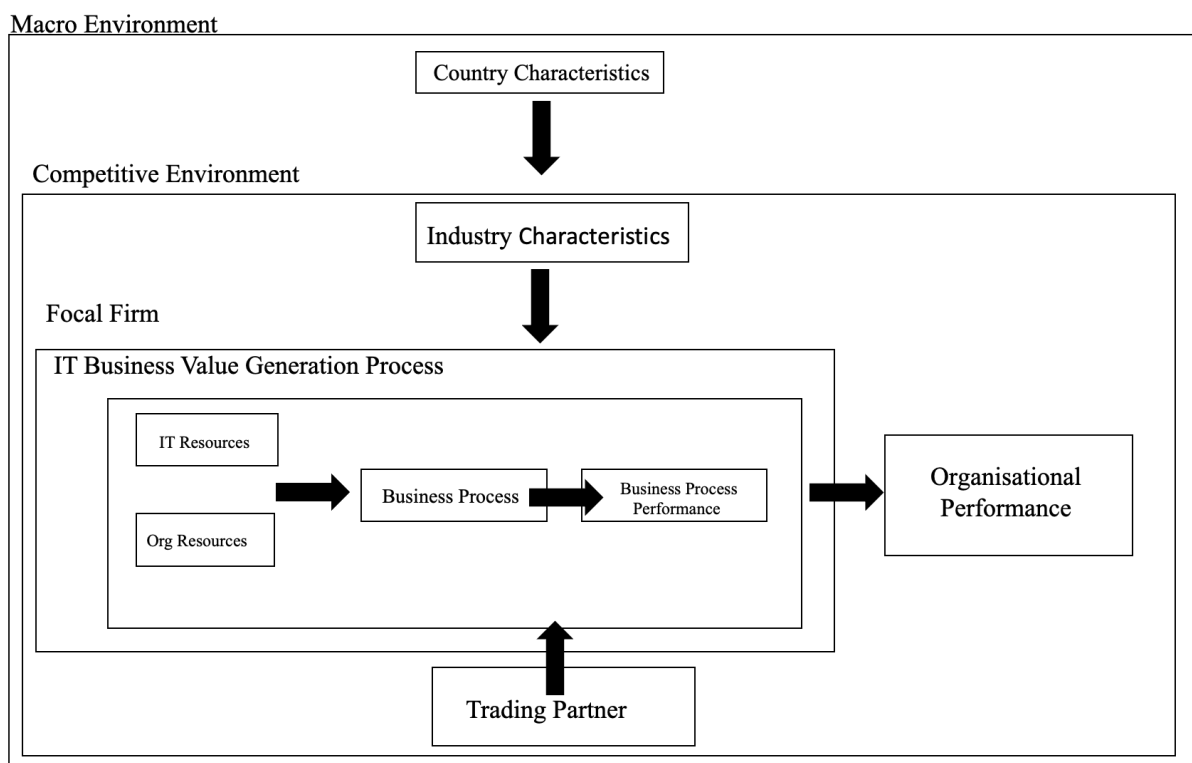 Macro Environment
Country Characteristics
Competitive Environment
Industry Characteristics
Focal Firm
IT Business Value Generation Process
IT Resources
Org Resources
Business Process
Business Process
Performance
Organisational
Performance
Trading Partner